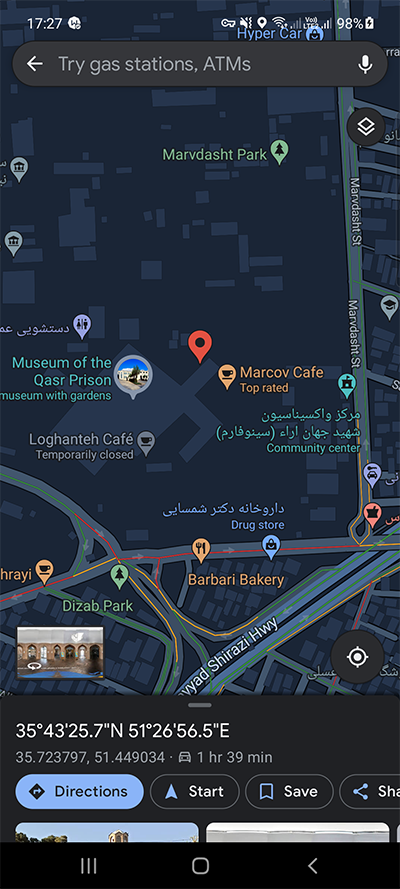 17:27
98%
Hyper Car
Try gas stations, ATMs
Marvdasht Park
Marvdasht St
Marvdasht St
دستشویی عم
Museum of the
Qasr Prison
museum with gardens
Marcov Cafe
Top rated
مرکز واکسیناسیون
شهید جهان اراء (سینوفارم)
Community center
Loghanteh Café
Temporarily closed
داروخانه دکتر شمسایی
Drug store
hrayi
Barbari Bakery
Dizab Park
yyad Shirazi Hwy
35°43'25.7"N 51°26'56.5"E
35.723797, 51.449034 · 1 hr 39 min
Directions
Start
Save
Sha